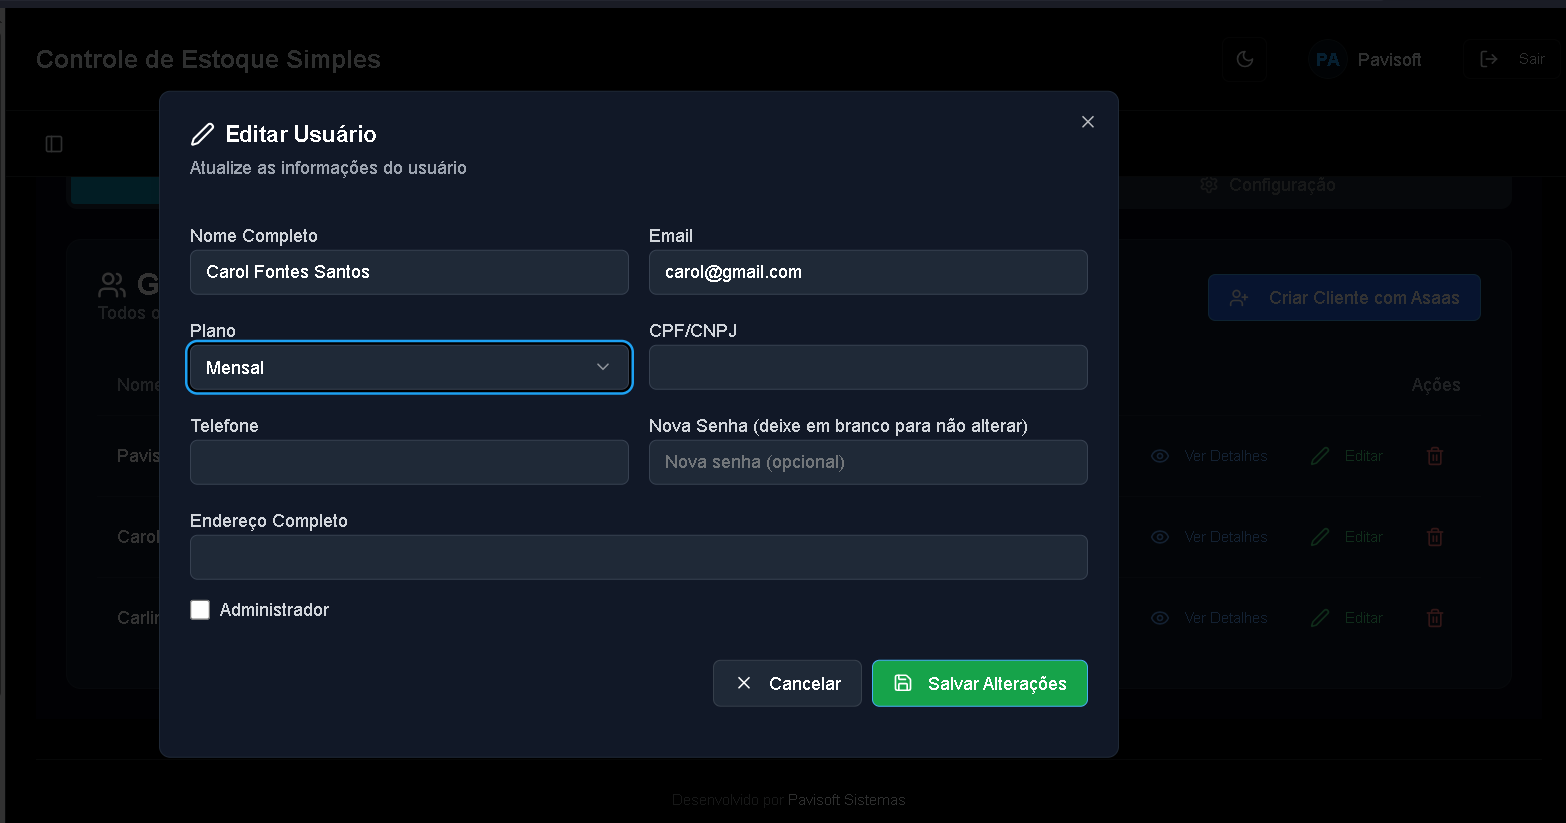 Controle de Estoque Simples
PA Pavisoft Sair
Editar Usuário
Atualize as informações do usuário
Configuração
Nome Completo Email
Carol Fontes Santos carol@gmail.com
G
Todos o
Criar Cliente com Asaas
Plano CPF/CNPJ
Mensal
Nome Ações
Telefone Nova Senha (deixe em branco para não alterar)
Nova senha (opcional)
Pavis Ver Detalhes Editar
Endereço Completo
Carol Ver Detalhes Editar
Administrador
Carlin Ver Detalhes Editar
Cancelar Salvar Alterações
Desenvolvido por Pavisoft Sistemas